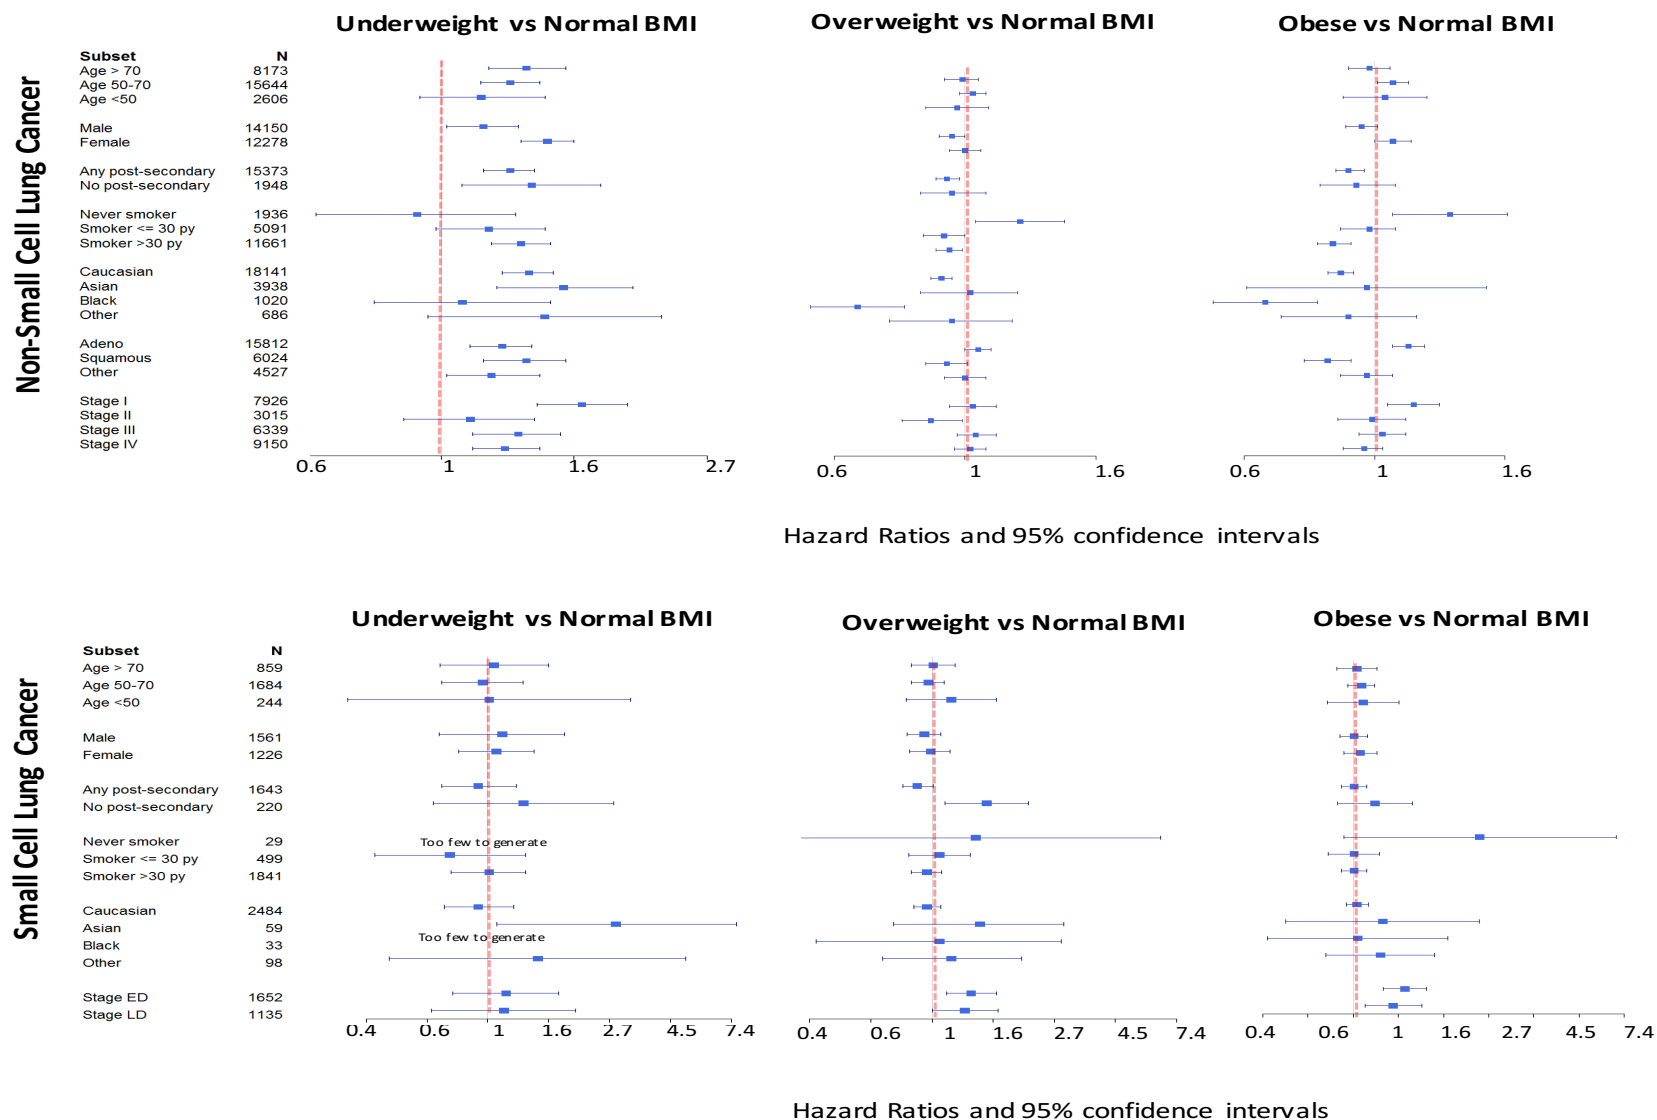 Non-Small Cell Lung Cancer
Underweight vs Normal BMI
Overweight vs Normal BMI
Obese vs Normal BMI
Subset N
Age > 70 8173
Age 50-70 15644
Age <50 2606
Male 14150
Female 12278
Any post-secondary 15373
No post-secondary 1948
Never smoker 1936
Smoker <= 30 py 5091
Smoker >30 py 11661
Caucasian 18141
Asian 3938
Black 1020
Other 686
Adeno 15812
Squamous 6024
Other 4527
Stage I 7926
Stage II 3015
Stage III 6339
Stage IV 9150
0.6 1 1.6 2.7
0.6 1 1.6
0.6 1 1.6
Hazard Ratios and 95% confidence intervals
Small Cell Lung Cancer
Underweight vs Normal BMI
Overweight vs Normal BMI
Obese vs Normal BMI
Subset N
Age > 70 859
Age 50-70 1684
Age <50 244
Male 1561
Female 1226
Any post-secondary 1643
No post-secondary 220
Never smoker 29
Too few to generate
Smoker <= 30 py 499
Smoker >30 py 1841
Caucasian 2484
Asian 59
Too few to generate
Black 33
Other 98
Stage ED 1652
Stage LD 1135
0.4 0.6 1 1.6 2.7 4.5 7.4
0.4 0.6 1 1.6 2.7 4.5 7.4
0.4 0.6 1 1.6 2.7 4.5 7.4
Hazard Ratios and 95% confidence intervals